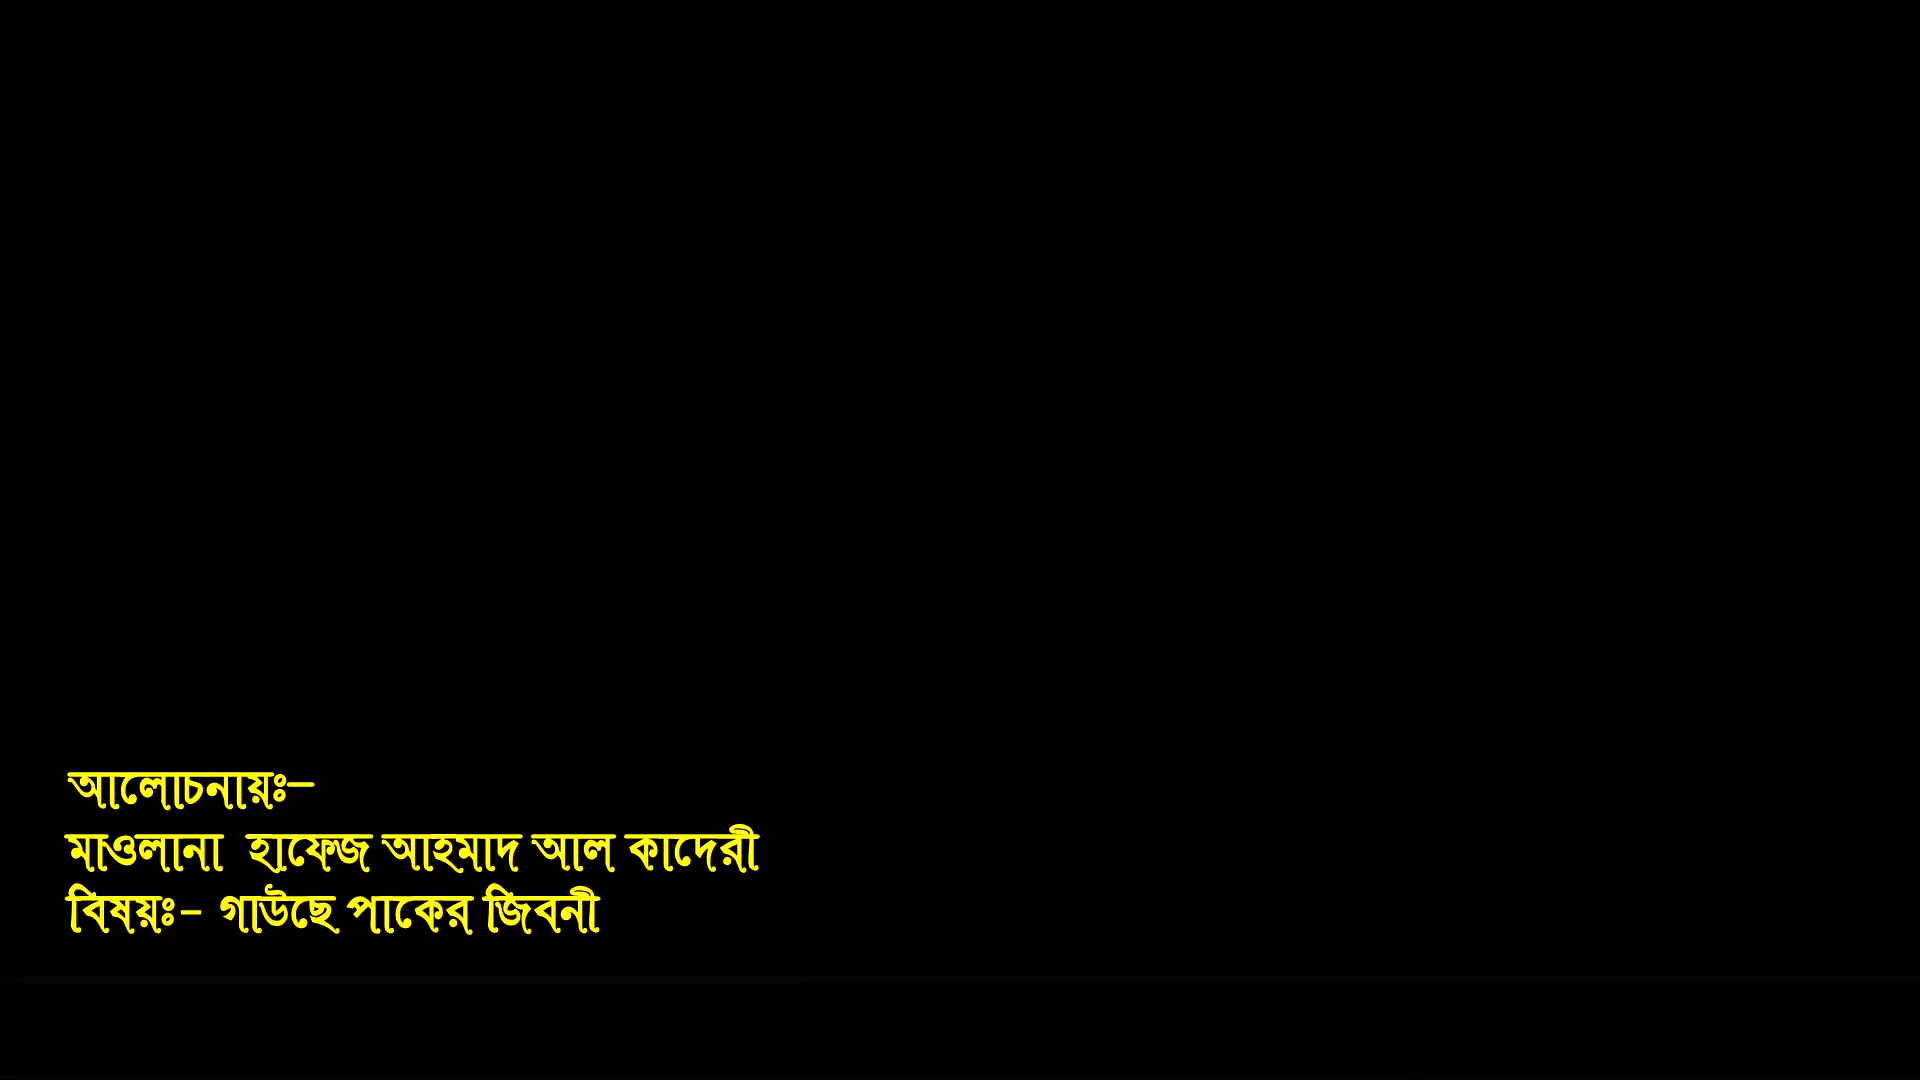 আলোচনায়ঃ–
মাওলানা হাফেজ আহমাদ আল কাদেরী
বিষয়ঃ- গাউছে পাকের জিবনী